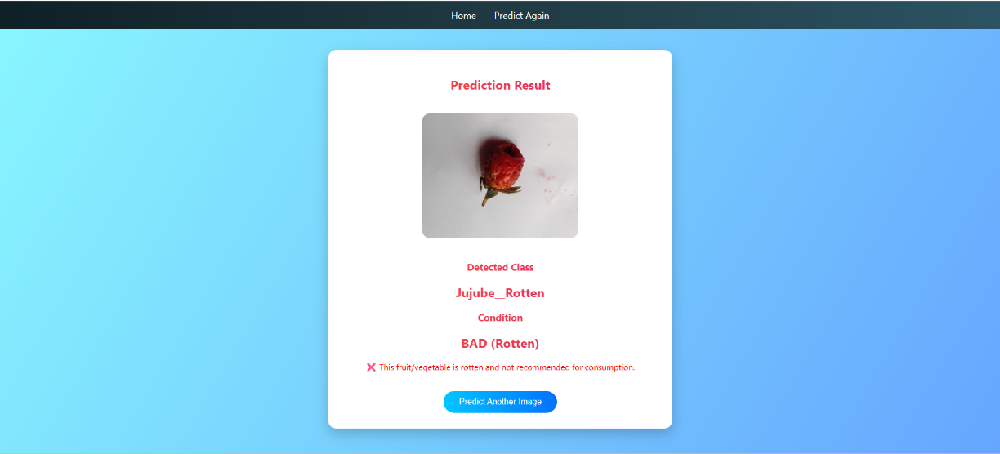 Home Predict Again
Prediction Result
Detected Class
Jujube__Rotten
Condition
BAD (Rotten)
❌ This fruit/vegetable is rotten and not recommended for consumption.
Predict Another Image